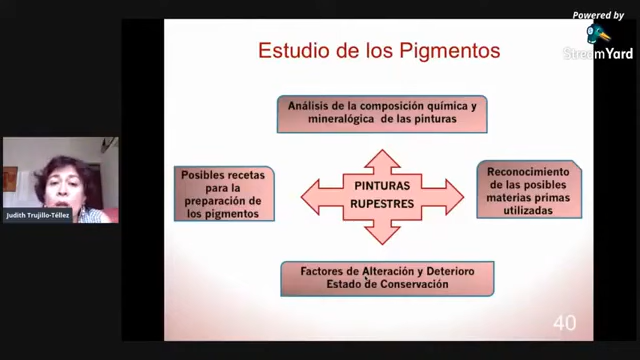 Powered by
StreamYard
Estudio de los Pigmentos
Análisis de la composición química y
mineralógica de las pinturas
Posibles recetas
para la
preparación de
los pigmentos
PINTURAS
RUPESTRES
Reconocimiento
de las posibles
materias primas
utilizadas
Factores de Alteración y Deterioro
Estado de Conservación
Judith Trujillo-Téllez
40